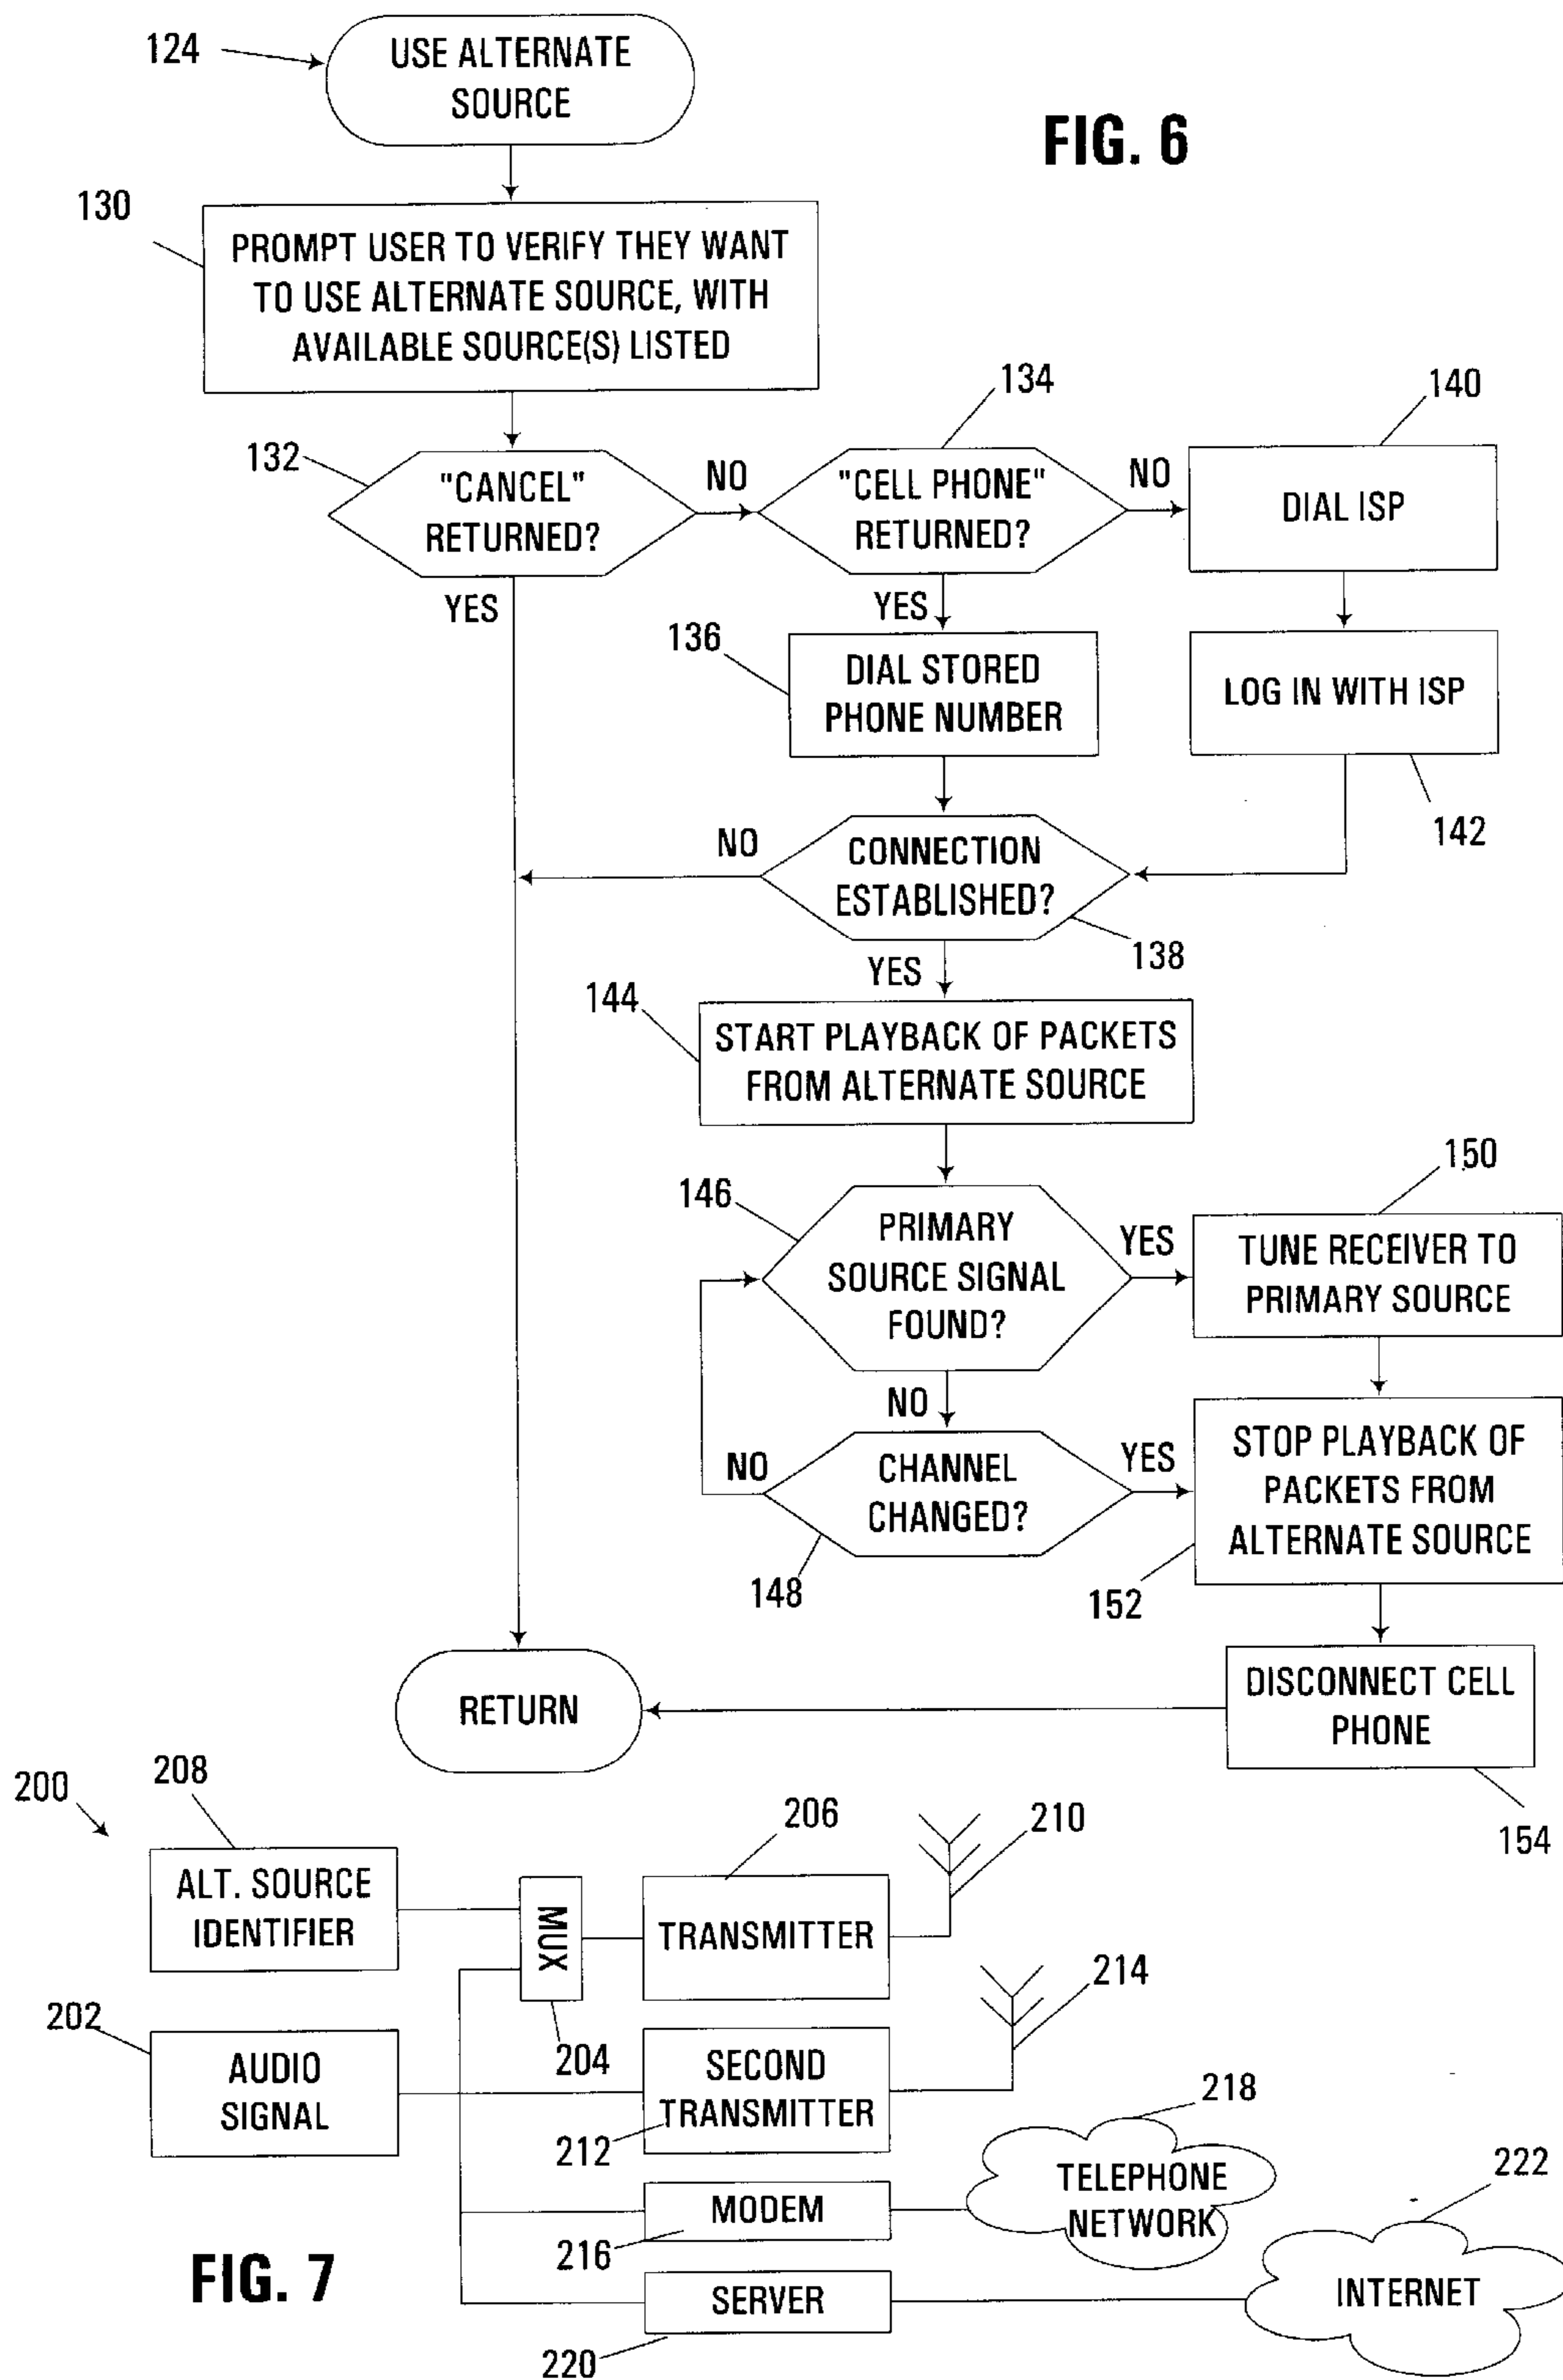 124
USE ALTERNATE
SOURCE
FIG. 6
130
PROMPT USER TO VERIFY THEY WANT
TO USE ALTERNATE SOURCE, WITH
AVAILABLE SOURCE(S) LISTED
134
140
132
"CANCEL"
RETURNED?
NO
"CELL PHONE"
RETURNED?
NO
DIAL ISP
YES
YES
136
DIAL STORED
PHONE NUMBER
LOG IN WITH ISP
142
NO
CONNECTION
ESTABLISHED?
138
YES
144
START PLAYBACK OF PACKETS
FROM ALTERNATE SOURCE
150
146
PRIMARY
SOURCE SIGNAL
FOUND?
YES
TUNE RECEIVER TO
PRIMARY SOURCE
NO
NO
CHANNEL
CHANGED?
YES
STOP PLAYBACK OF
PACKETS FROM
ALTERNATE SOURCE
148
152
RETURN
DISCONNECT CELL
PHONE
154
200
208
206
210
ALT. SOURCE
IDENTIFIER
MUX
TRANSMITTER
214
202
204
AUDIO
SIGNAL
SECOND
TRANSMITTER
212
218
TELEPHONE
NETWORK
222
MODEM
216
FIG. 7
SERVER
INTERNET
220